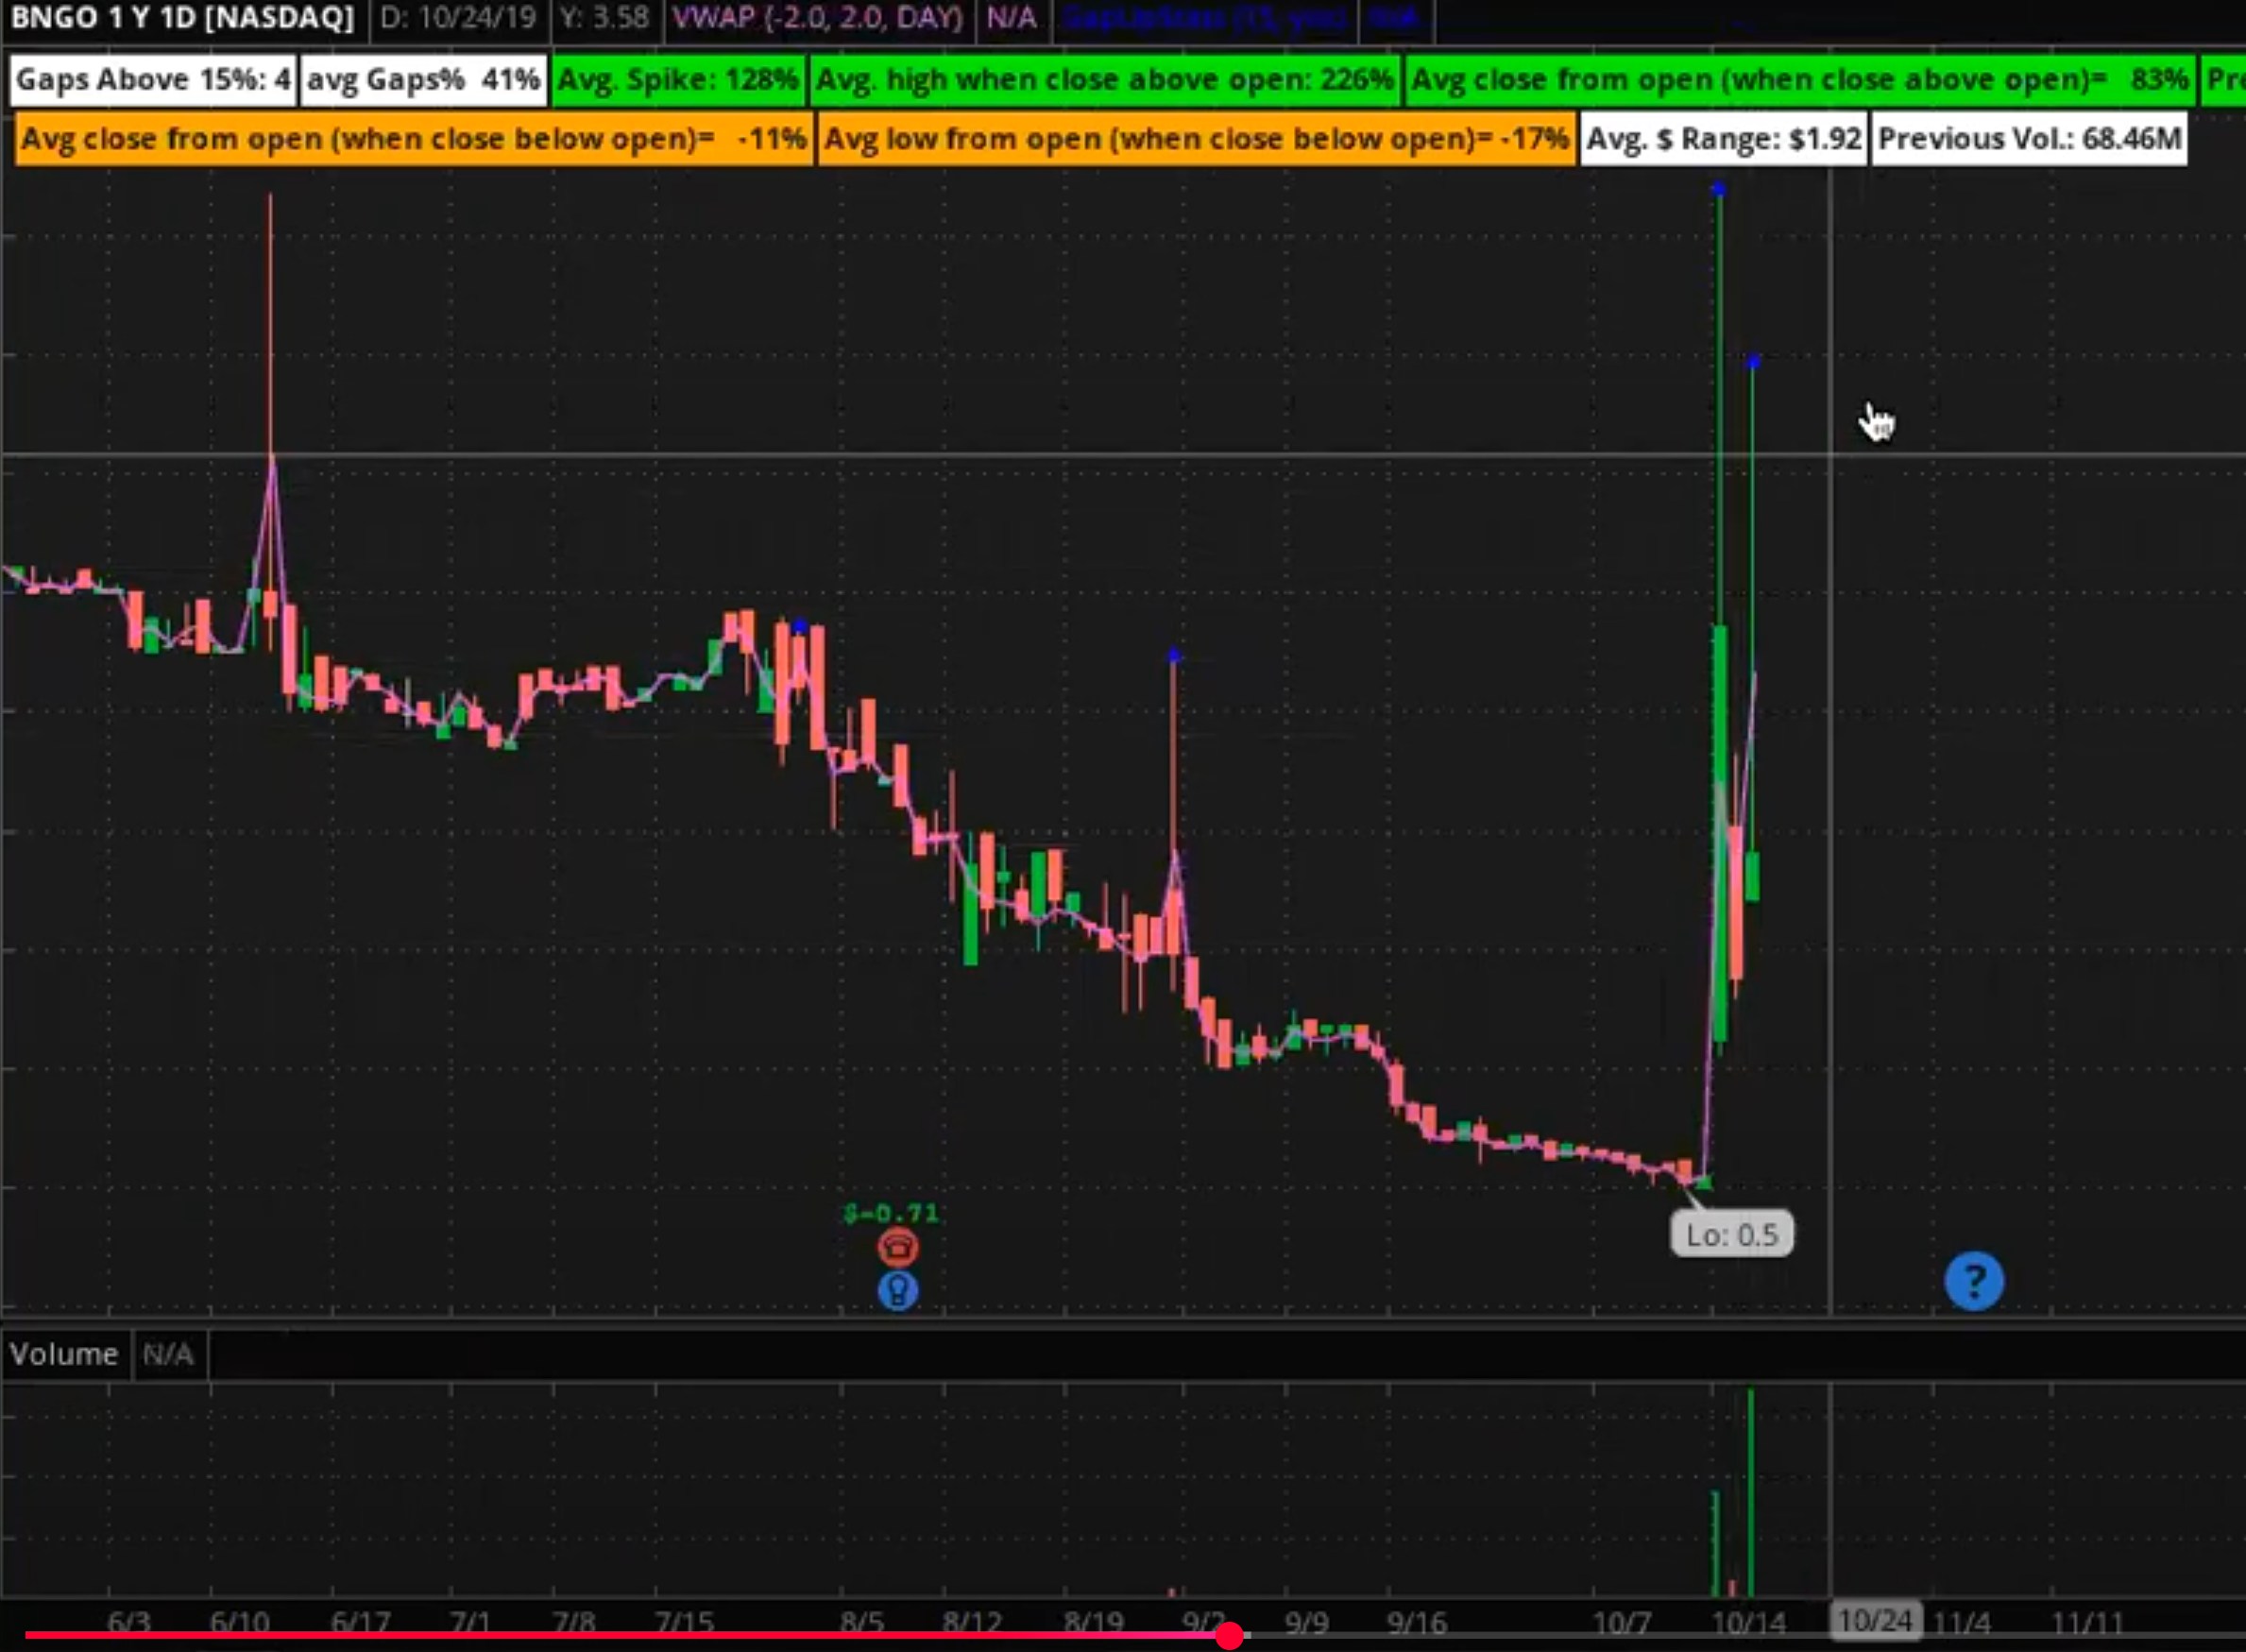 BNGO 1 Y 1D [NASDAQ] D: 10/24/19 Y: 3.58 VWAP (-2.0, 2.0, DAY) N/A
Gaps Above 15%: 4 avg Gaps% 41% Avg. Spike: 128% Avg. high when close above open: 226% Avg close from open (when close above open)= 83%
Avg close from open (when close below open)= -11% Avg low from open (when close below open)= -17% Avg. $ Range: $1.92 Previous Vol.: 68.46M
$-0.71
Lo: 0.5
?
Volume N/A
6/3 6/10 6/17 7/1 7/8 7/15 8/5 8/12 8/19 9/2 9/9 9/16 10/7 10/14 10/24 11/4 11/11